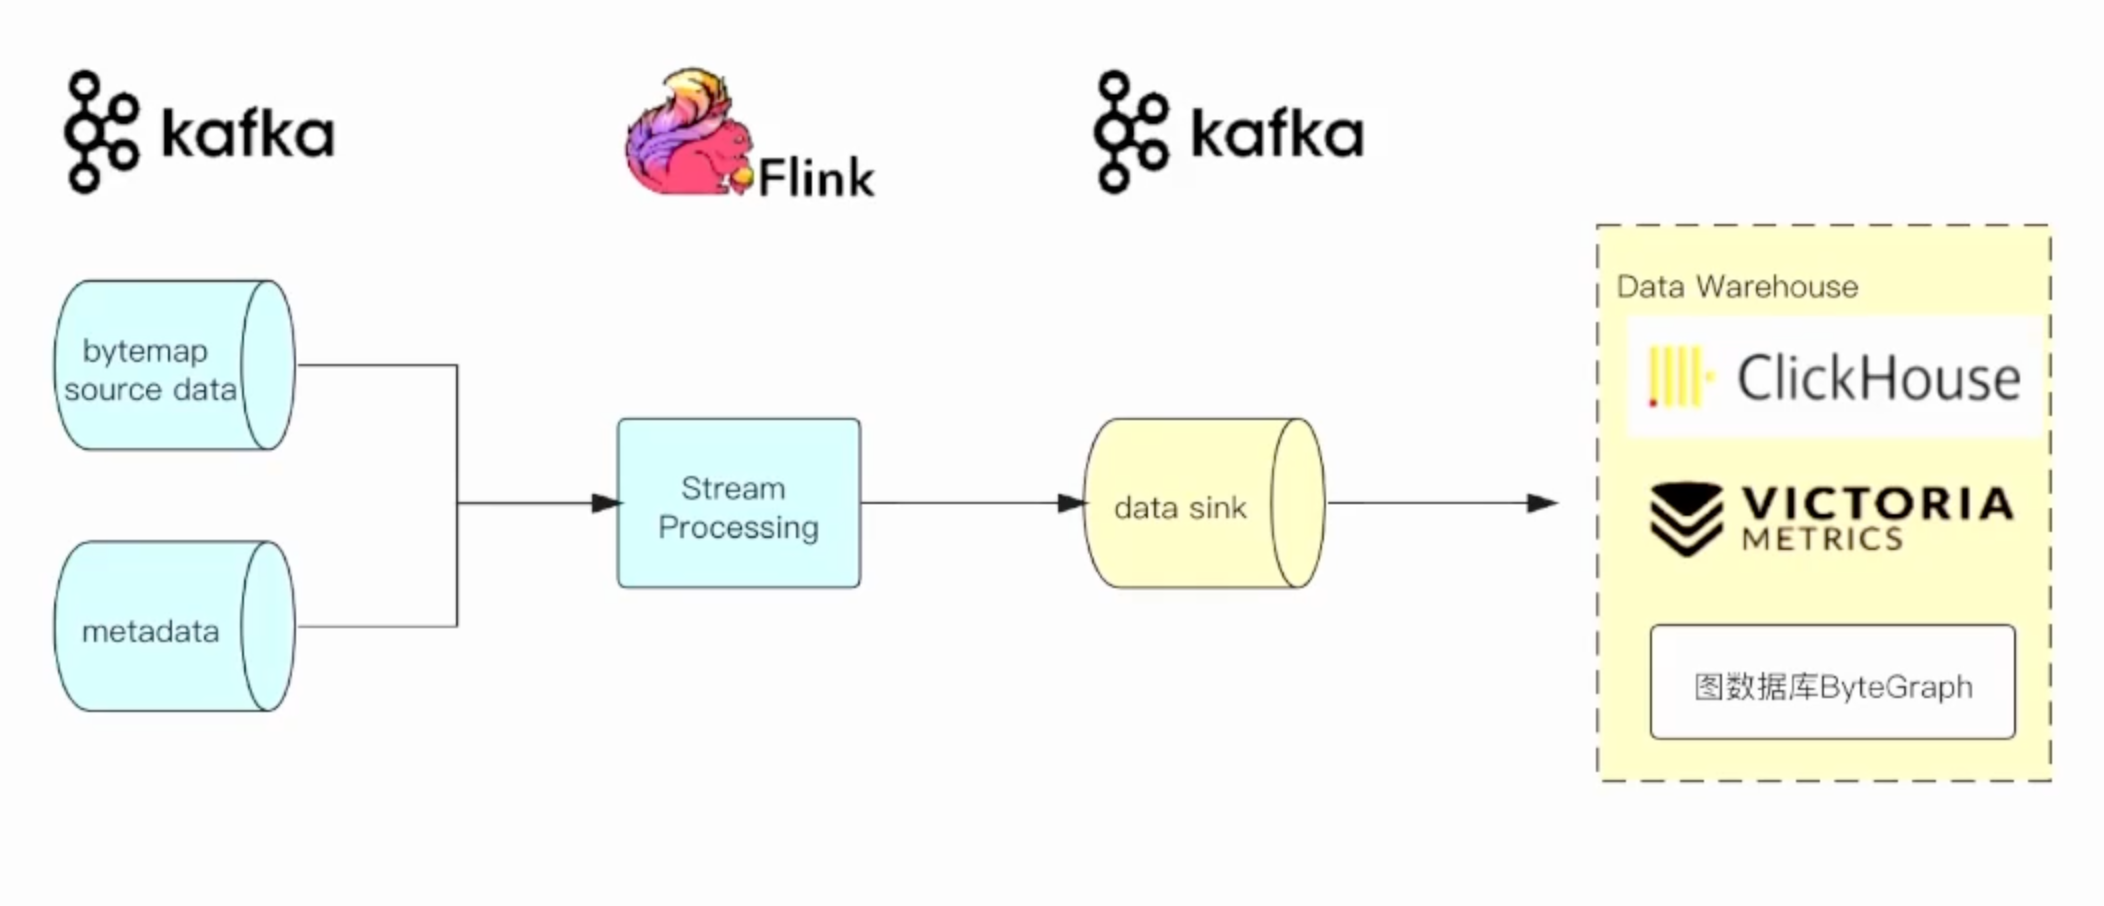 kafka
Flink
kafka
bytemap
source data
metadata
Stream
Processing
data sink
Data Warehouse
ClickHouse
VICTORIA
METRICS
图数据库ByteGraph